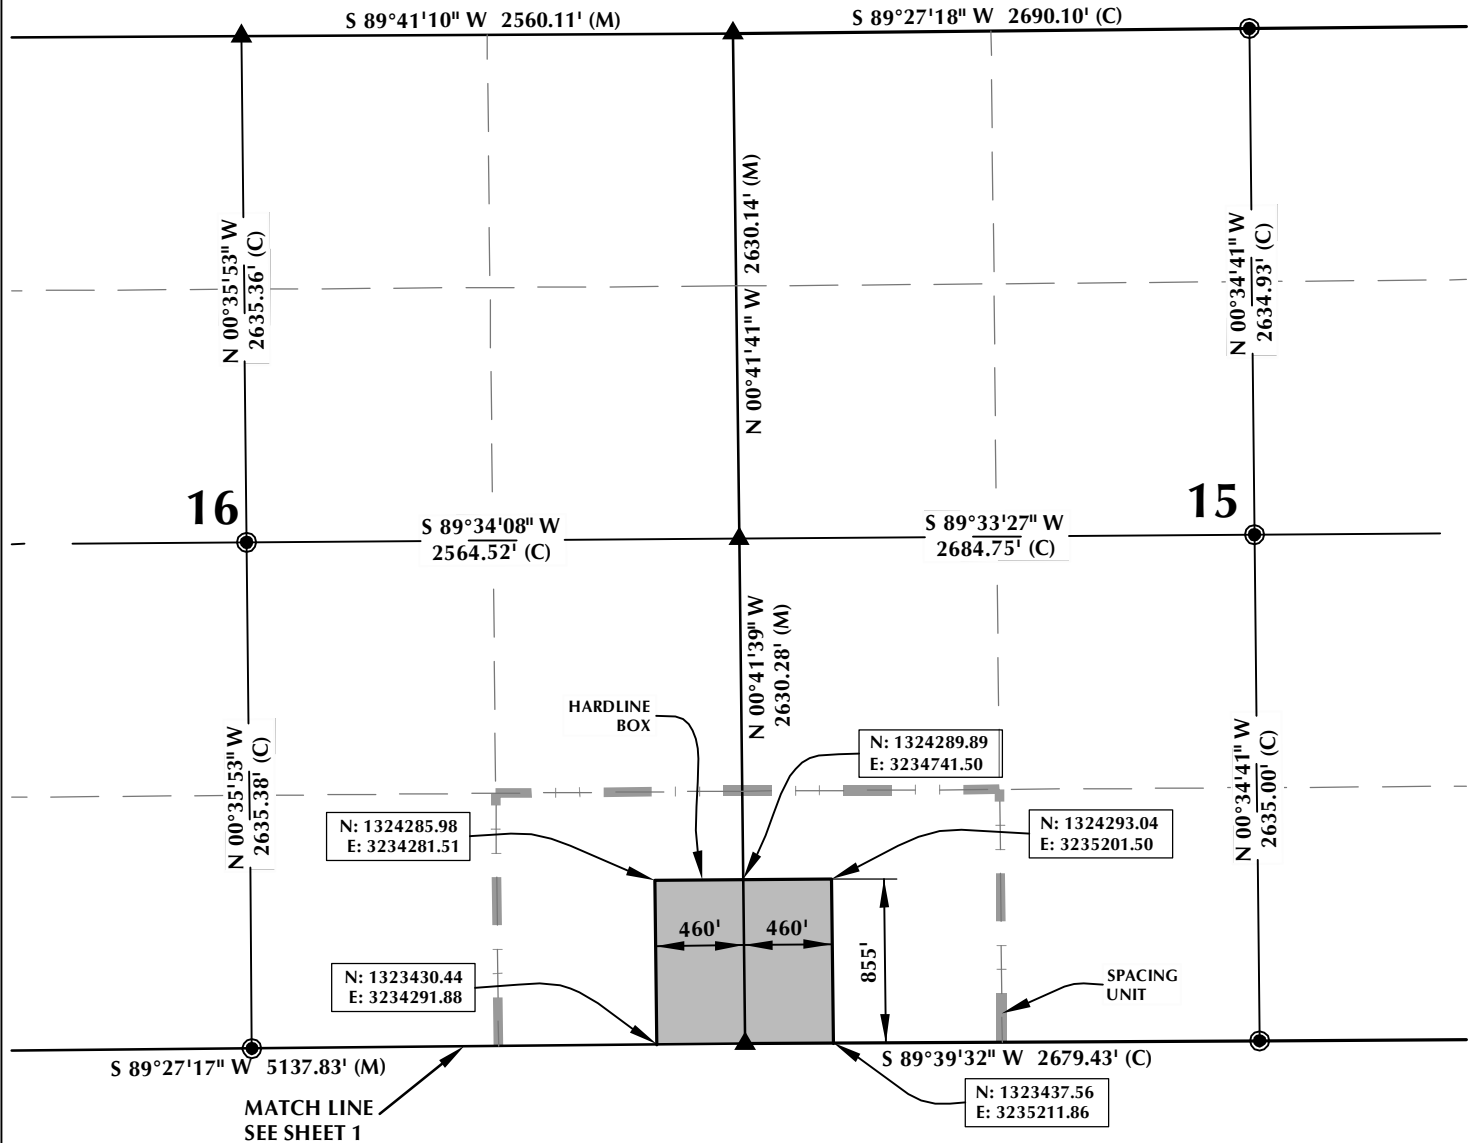 S 89°41'10" W 2560.11' (M)
S 89°27'18" W 2690.10' (C)
N 00°35'53" W
2635.36' (C)
N 00°41'41" W 2630.14' (M)
N 00°34'41" W
2634.93' (C)
16
15
S 89°34'08" W
2564.52' (C)
S 89°33'27" W
2684.75' (C)
N 00°41'39" W
2630.28' (M)
HARDLINE
BOX
N: 1324289.89
E: 3234741.50
N 00°35'53" W
2635.38' (C)
N 00°34'41" W
2635.00' (C)
N: 1324285.98
E: 3234281.51
N: 1324293.04
E: 3235201.50
460'
460'
855'
N: 1323430.44
E: 3234291.88
SPACING
UNIT
S 89°27'17" W 5137.83' (M)
S 89°39'32" W 2679.43' (C)
MATCH LINE
SEE SHEET 1
N: 1323437.56
E: 3235211.86